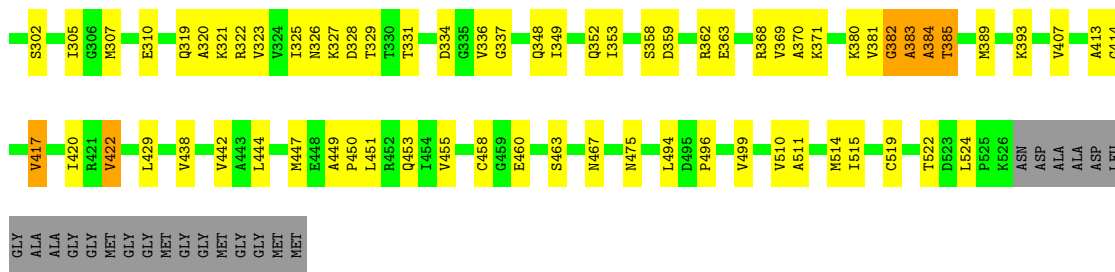 S302 I305 G306 M307 E310 Q319 A320 K321 R322 V323 V324 I325 N326 K327 D328 T329 T330 T331 D334 G335 V336 G337 Q348 I349 Q352 I353 S358 D359 R362 E363 R368 V369 A370 K371 K380 V381 G382 A383 A384 T385 M389 K393 V407 A413 G414
V417 I420 R421 V422 L429 V438 V442 A443 L444 M447 E448 A449 P450 L451 R452 Q453 I454 V455 C458 G459 E460 S463 N467 N475 L494 D495 P496 V499 V510 A511 M514 I515 C519 T522 D523 L524 P525 K526 ASN ASP ALA ALA ASP LEU
GLY ALA ALA GLY GLY MET GLY GLY MET GLY GLY MET GLY GLY MET MET